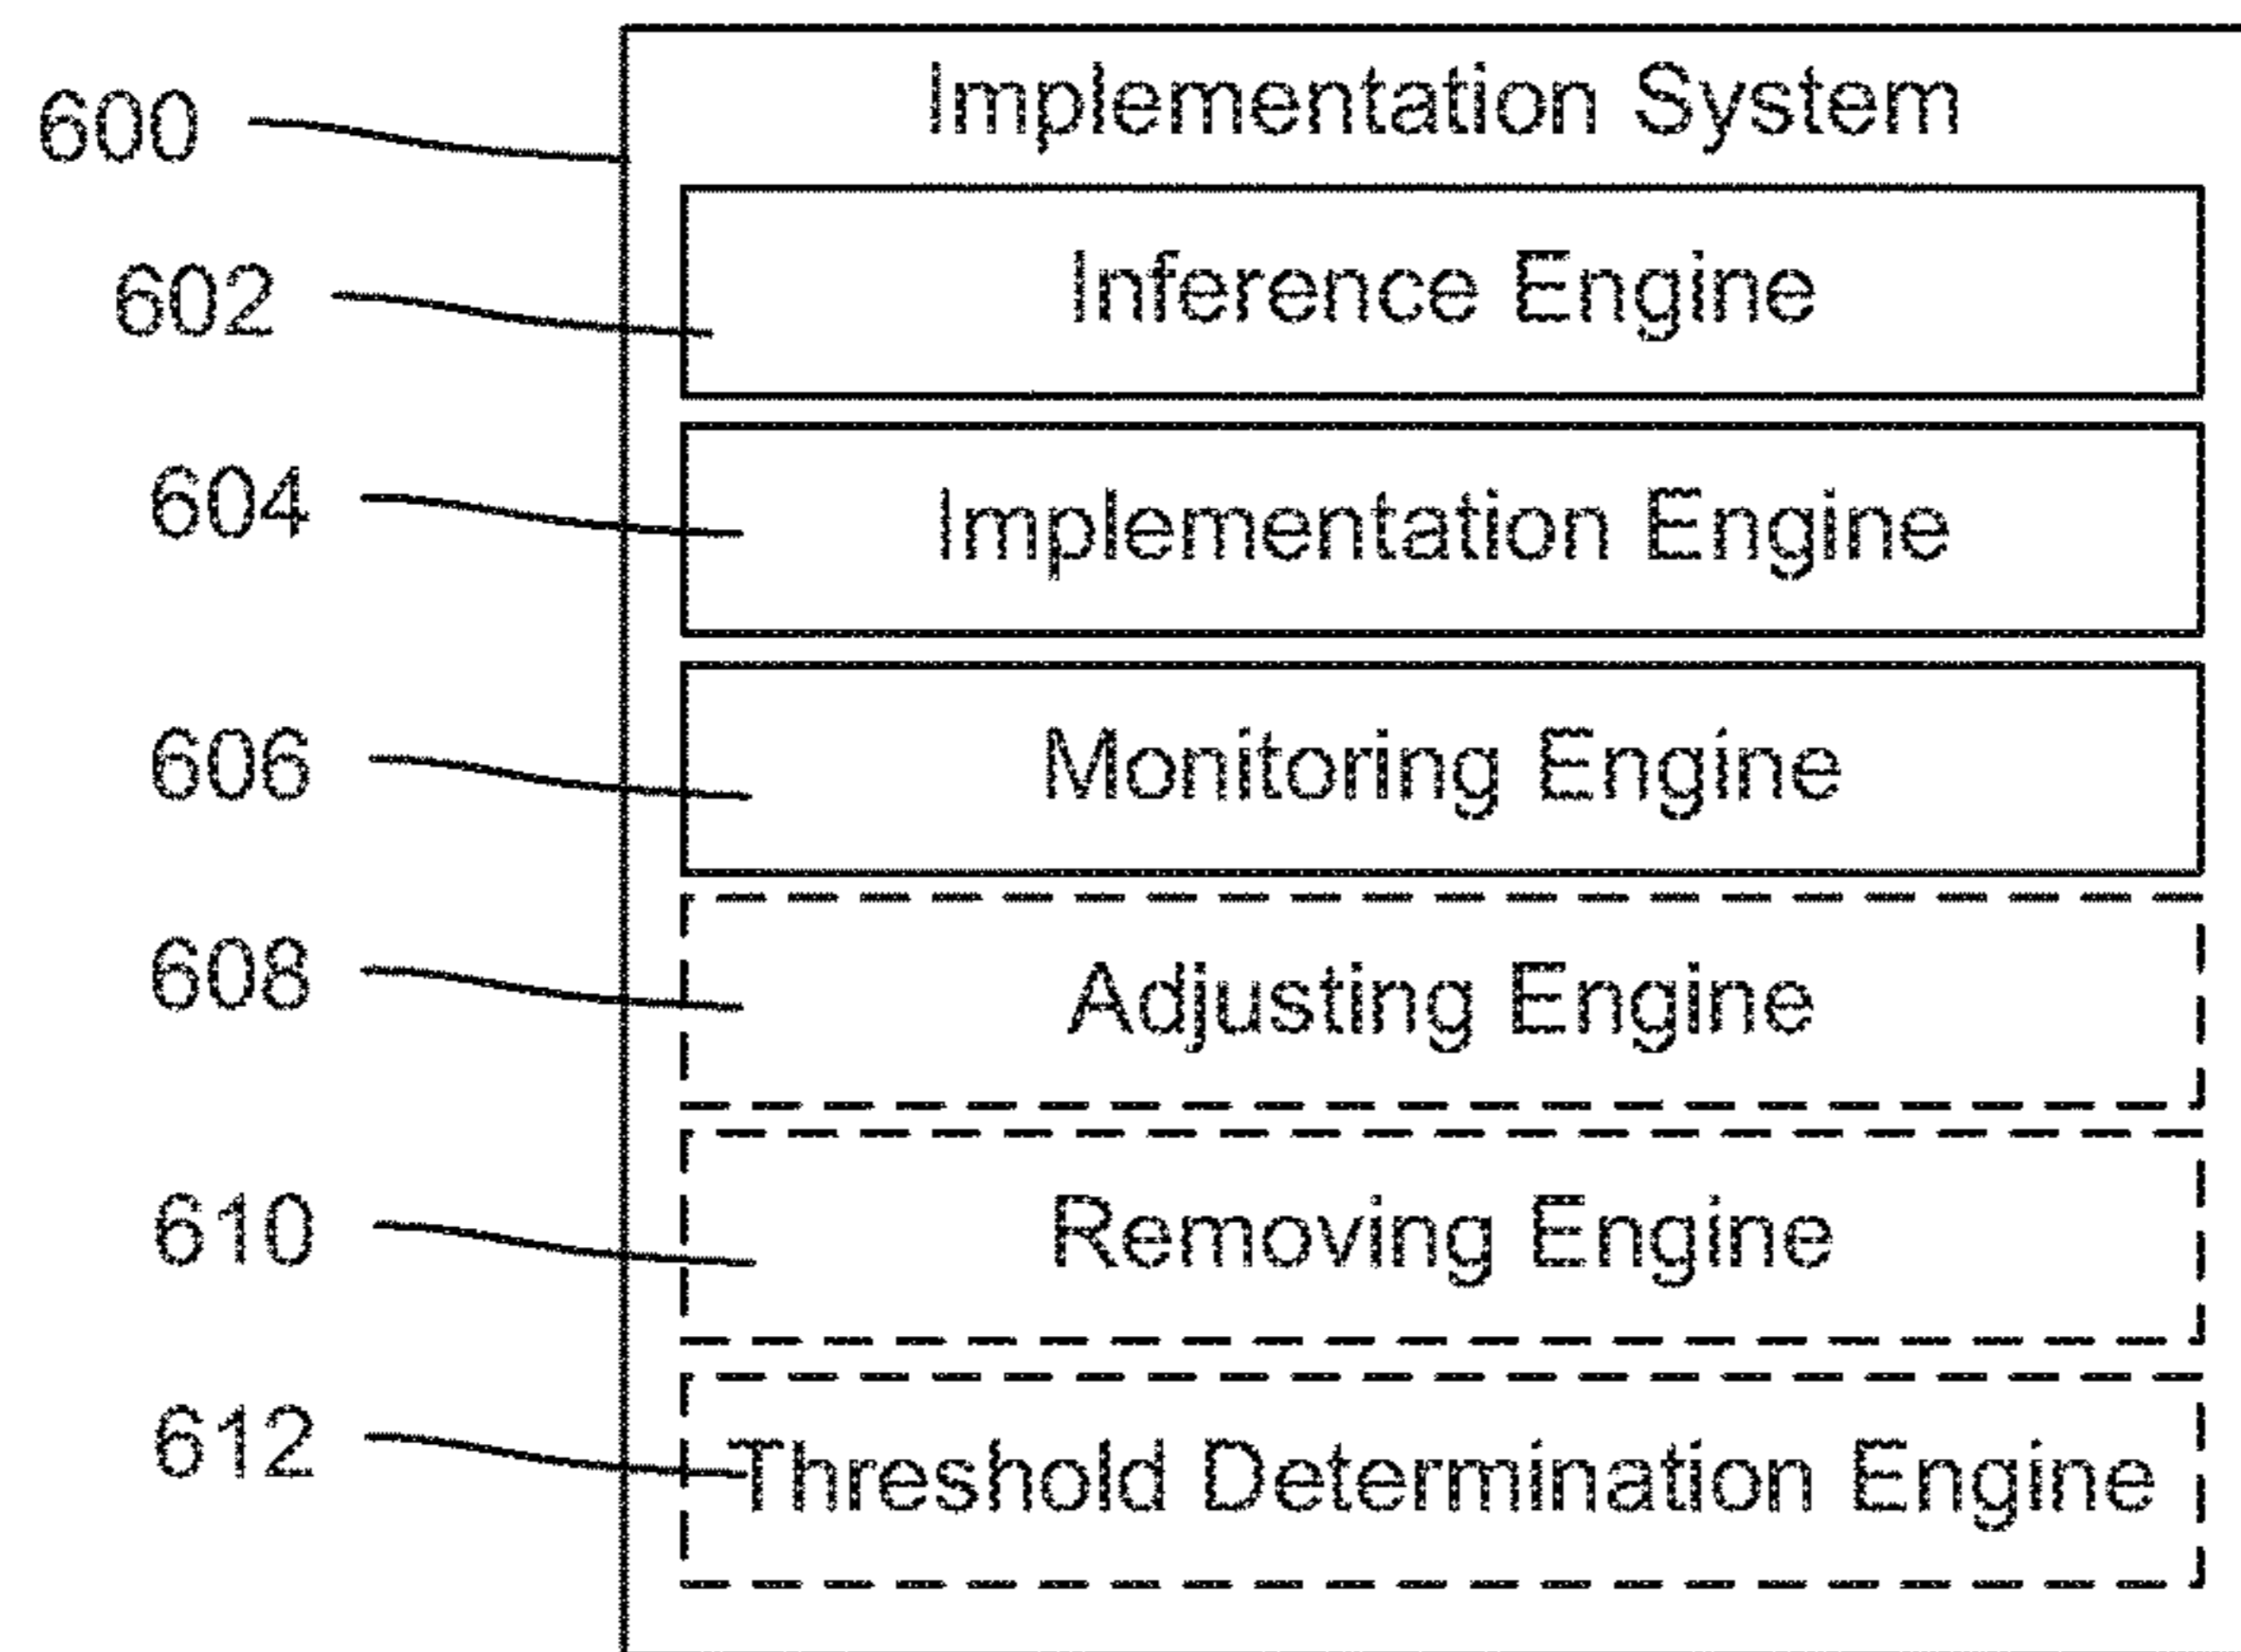 Implementation System
600
Inference Engine
602
Implementation Engine
604
Monitoring Engine
606
Adjusting Engine
608
Removing Engine
610
Threshold Determination Engine
612